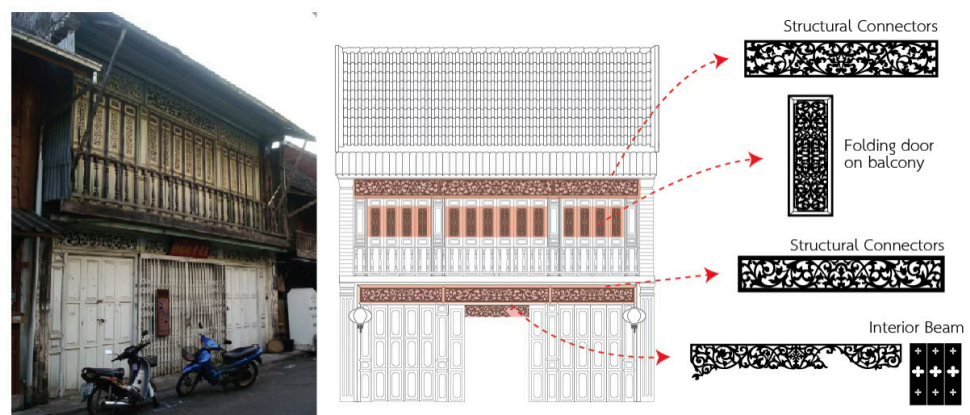 Structural Connectors
Folding door
on balcony
Structural Connectors
Interior Beam